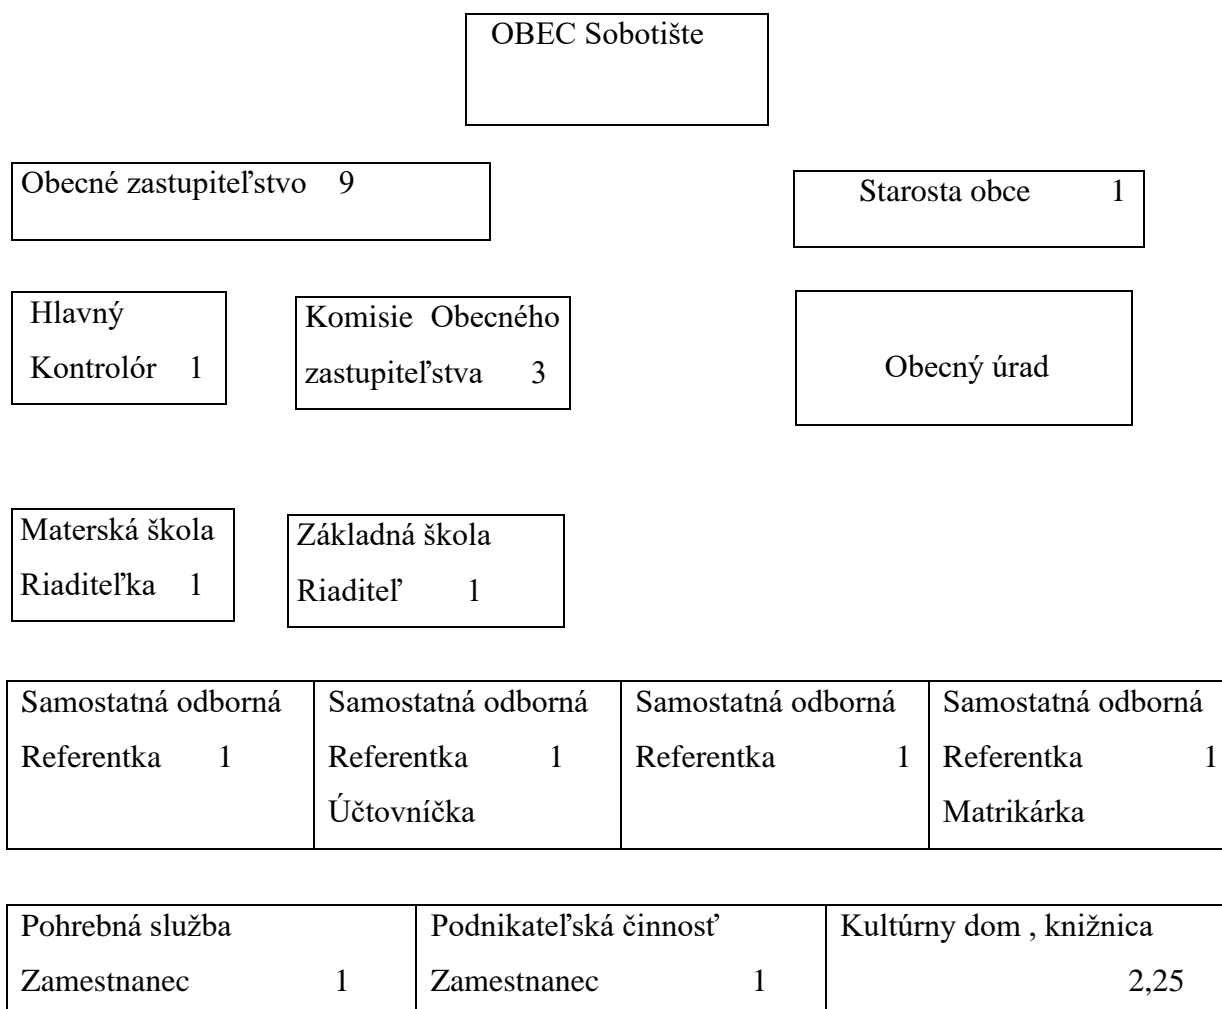 OBEC Sobotište
Obecné zastupiteľstvo 9
Starosta obce 1
Hlavný
Kontrolór 1
Komisie Obecného
zastupiteľstva 3
Obecný úrad
Materská škola
Riaditeľka 1
Základná škola
Riaditeľ 1
Samostatná odborná
Referentka 1
Samostatná odborná
Referentka 1
Účtovníčka
Samostatná odborná
Referentka 1
Samostatná odborná
Referentka 1
Matrikárka
Pohrebná služba
Zamestnanec 1
Podnikateľská činnosť
Zamestnanec 1
Kultúrny dom , knižnica
2,25